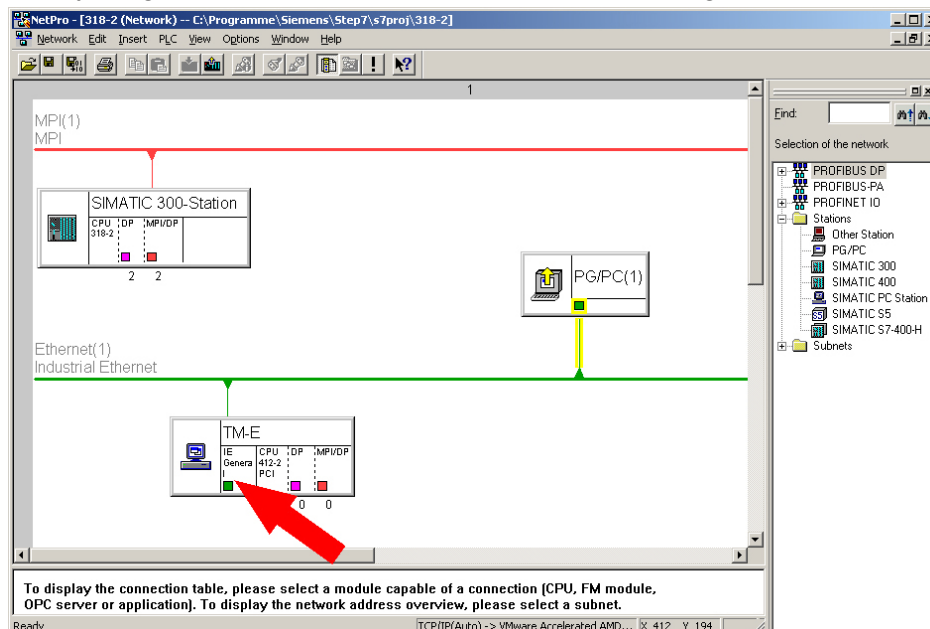 NetPro - [318-2 (Network) -- C:\Programme\Siemens\Step7\s7proj\318-2]
Network Edit Insert PLC View Options Window Help
1
MPI(1)
MPI
SIMATIC 300-Station
CPU DP MPI/DP
318-2
2 2
PG/PC(1)
Ethernet(1)
Industrial Ethernet
TM-E
IE CPU DP MPI/DP
Genera 412-2
l PCI
0 0
Find:
Selection of the network
PROFIBUS DP
PROFIBUS-PA
PROFINET IO
Stations
Other Station
PG/PC
SIMATIC 300
SIMATIC 400
SIMATIC PC Station
SIMATIC S5
SIMATIC S7-400-H
Subnets
To display the connection table, please select a module capable of a connection (CPU, FM module,
OPC server or application). To display the network address overview, please select a subnet.
Ready TCP/IP(Auto) -> VMware Accelerated AMD... X 412 Y 194